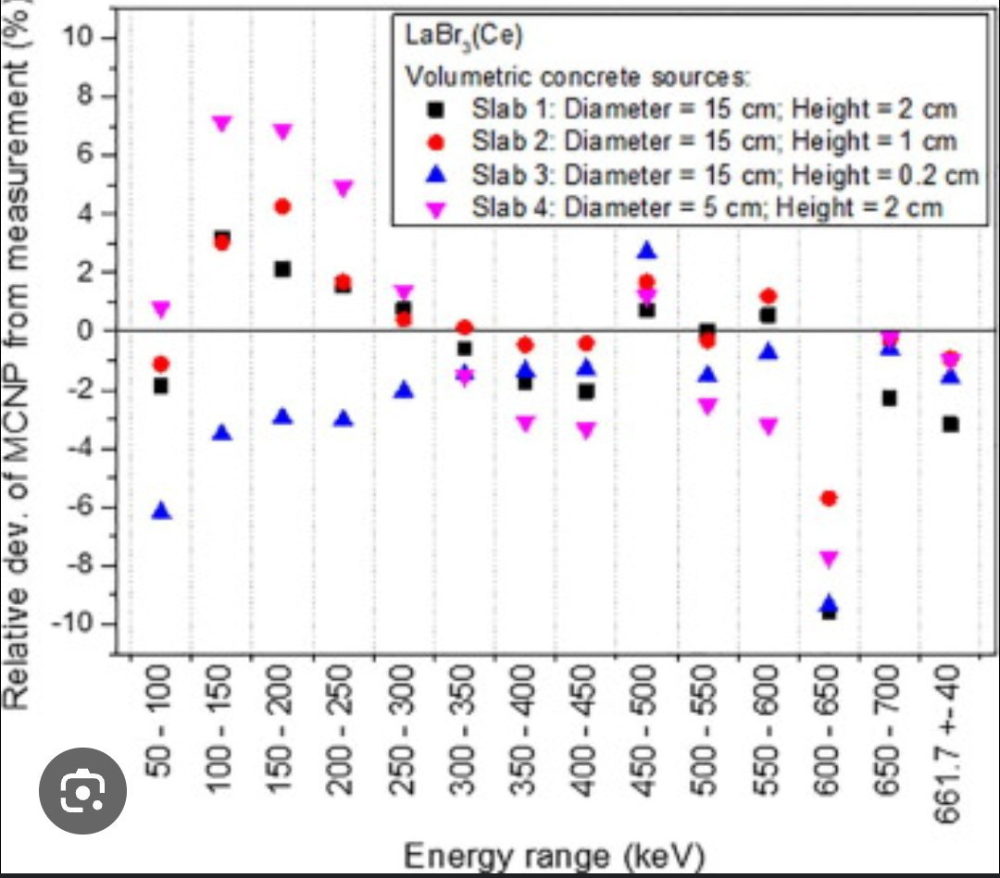 Relative dev. of MCNP from measurement (%)
10
8
6
4
2
0
-2
-4
-6
-8
-10
LaBr₃(Ce)
Volumetric concrete sources:
Slab 1: Diameter = 15 cm; Height = 2 cm
Slab 2: Diameter = 15 cm; Height = 1 cm
Slab 3: Diameter = 15 cm; Height = 0.2 cm
Slab 4: Diameter = 5 cm; Height = 2 cm
50 - 100
100 - 150
150 - 200
200 - 250
250 - 300
300 - 350
350 - 400
400 - 450
450 - 500
500 - 550
550 - 600
600 - 650
650 - 700
661.7 +- 40
Energy range (keV)